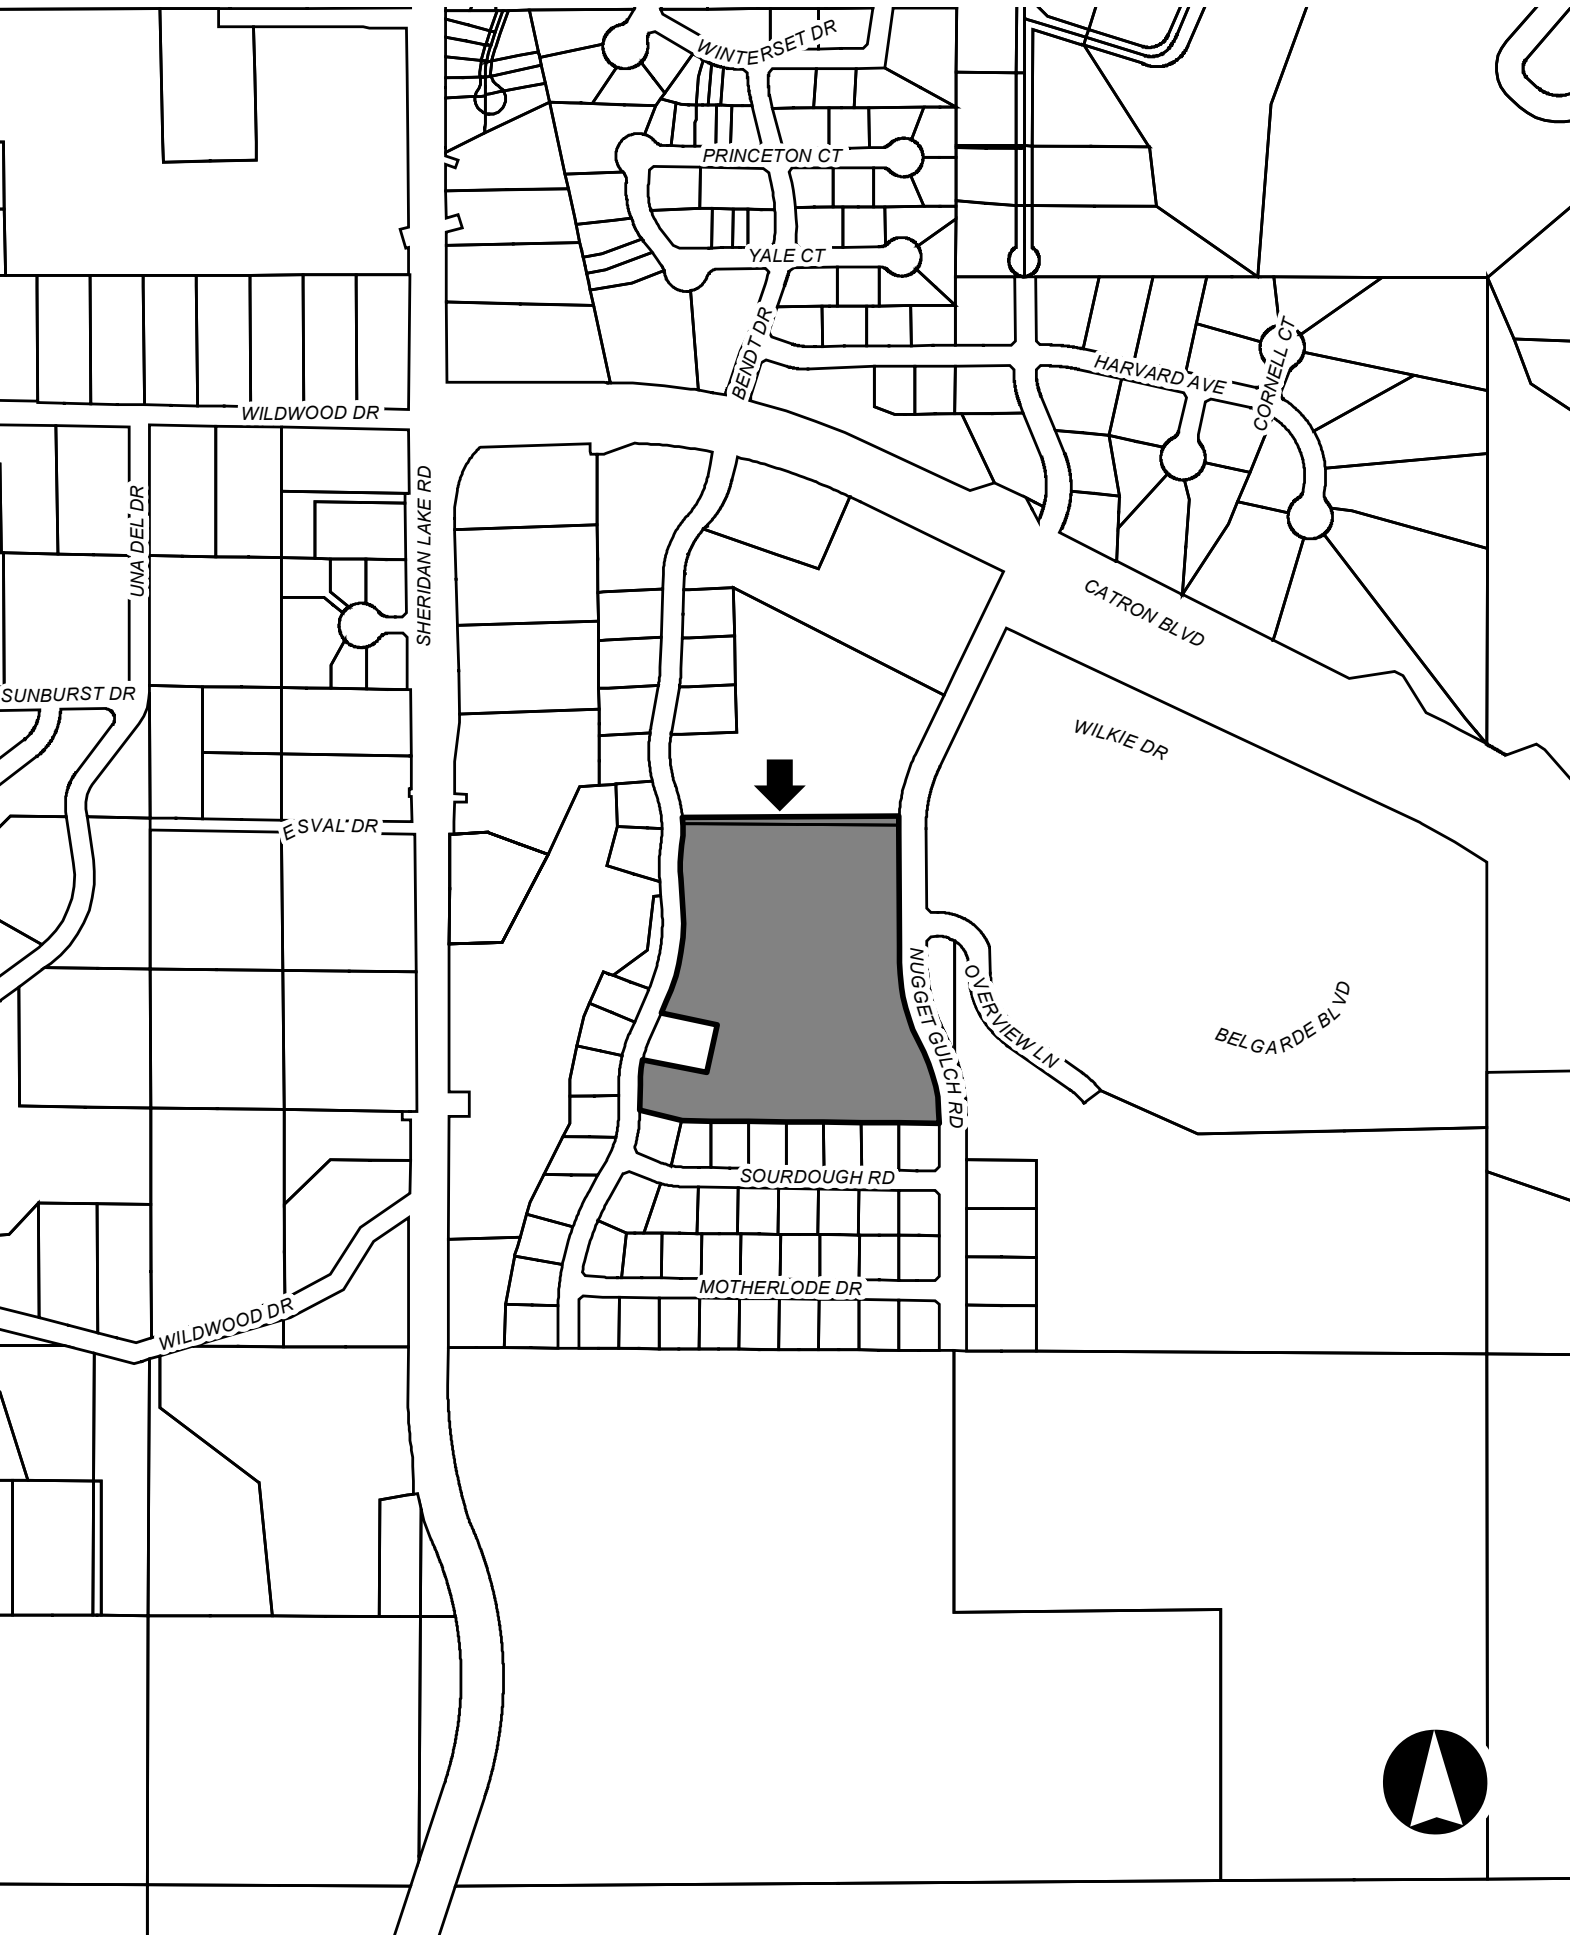 WINTERSET DR
PRINCETON CT
YALE CT
BENDT DR
HARVARD AVE
CORNELL CT
WILDWOOD DR
SHERIDAN LAKE RD
UNA DEL DR
CATRON BLVD
SUNBURST DR
WILKIE DR
ESVAL DR
NUGGET GULCH RD
OVERVIEW LN
BELGARDE BLVD
SOURDOUGH RD
MOTHERLODE DR
WILDWOOD DR